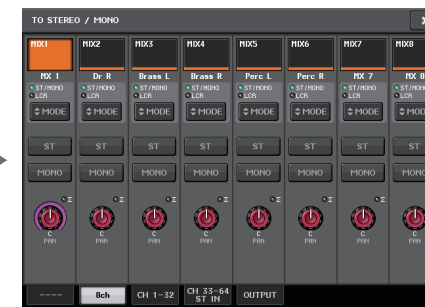 TO STEREO / MONO
MIX1 MIX2 MIX3 MIX4 MIX5 MIX6 MIX7 MIX8
MX 1 Dr R Brass L Brass R Perc L Perc R MX 7 MX 8
ST/MONO ST/MONO ST/MONO ST/MONO ST/MONO ST/MONO ST/MONO ST/MONO
LCR LCR LCR LCR LCR LCR LCR LCR
MODE MODE MODE MODE MODE MODE MODE MODE
ST ST ST ST ST ST ST ST
MONO MONO MONO MONO MONO MONO MONO MONO
Σ Σ Σ Σ Σ Σ Σ
C C C C C C C C
PAN PAN PAN PAN PAN PAN PAN PAN
---- 8ch CH 1-32 CH 33-64 OUTPUT
ST IN